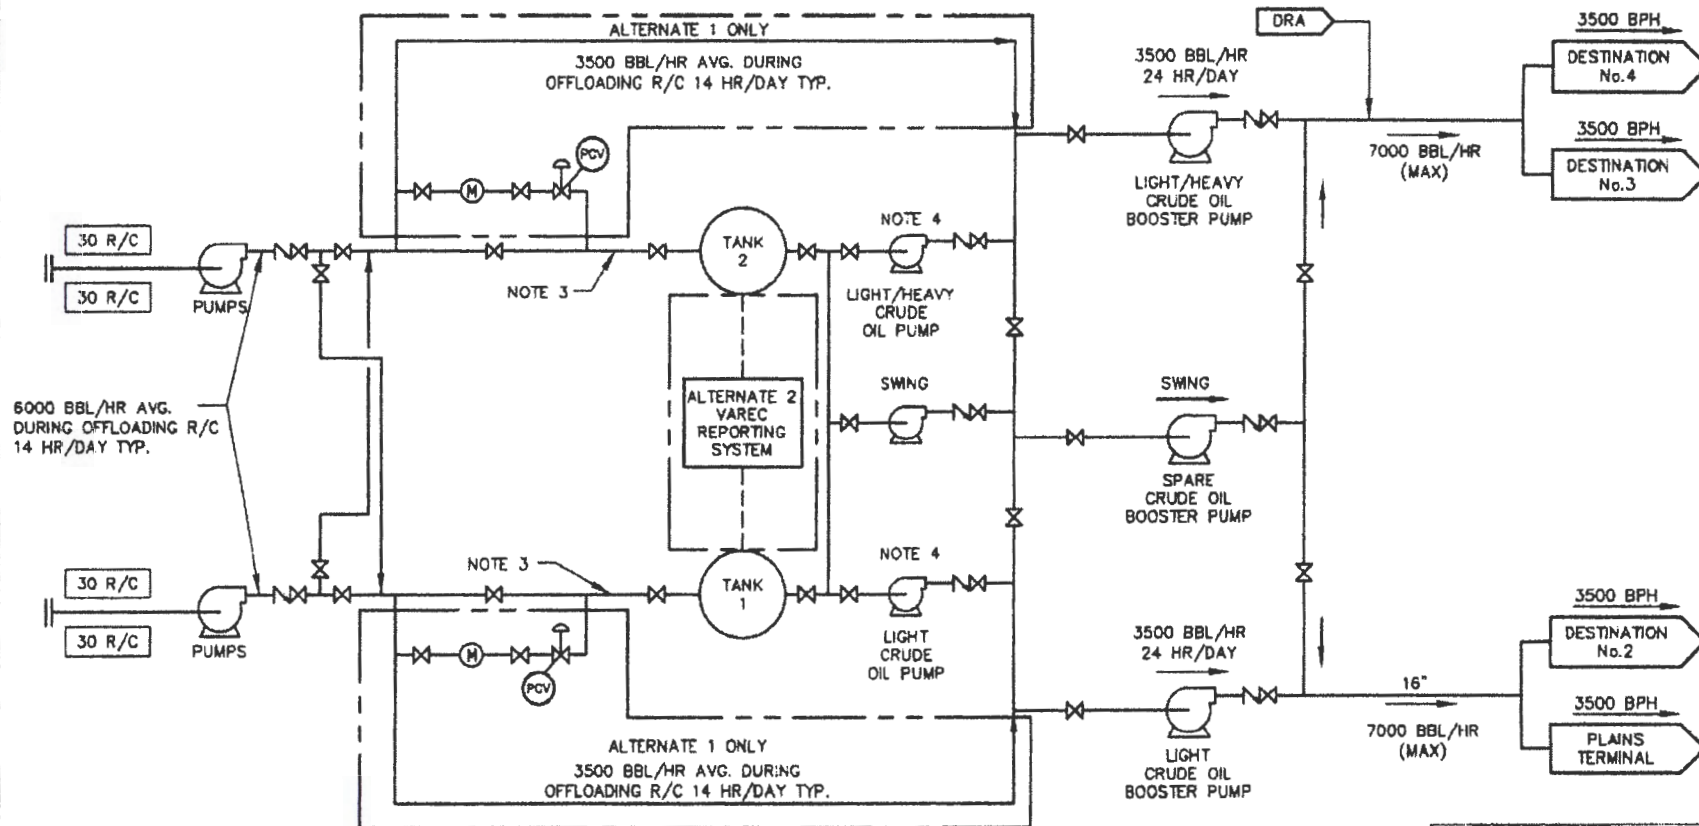 ALTERNATE 1 ONLY
3500 BBL/HR AVG. DURING
OFFLOADING R/C 14 HR/DAY TYP.
DRA
3500 BPH
DESTINATION
No.4
3500 BBL/HR
24 HR/DAY
3500 BPH
DESTINATION
No.3
7000 BBL/HR
(MAX)
PCV
M
LIGHT/HEAVY
CRUDE OIL
BOOSTER PUMP
30 R/C
30 R/C
PUMPS
NOTE 3
TANK
2
NOTE 4
LIGHT/HEAVY
CRUDE
OIL PUMP
6000 BBL/HR AVG.
DURING OFFLOADING R/C
14 HR/DAY TYP.
ALTERNATE 2
VAREC
REPORTING
SYSTEM
SWING
SWING
SPARE
CRUDE OIL
BOOSTER PUMP
30 R/C
30 R/C
PUMPS
NOTE 3
TANK
1
NOTE 4
LIGHT
CRUDE
OIL PUMP
M
PCV
3500 BBL/HR
24 HR/DAY
3500 BPH
DESTINATION
No.2
16"
7000 BBL/HR
(MAX)
3500 BPH
PLAINS
TERMINAL
LIGHT
CRUDE OIL
BOOSTER PUMP
ALTERNATE 1 ONLY
3500 BBL/HR AVG. DURING
OFFLOADING R/C 14 HR/DAY TYP.